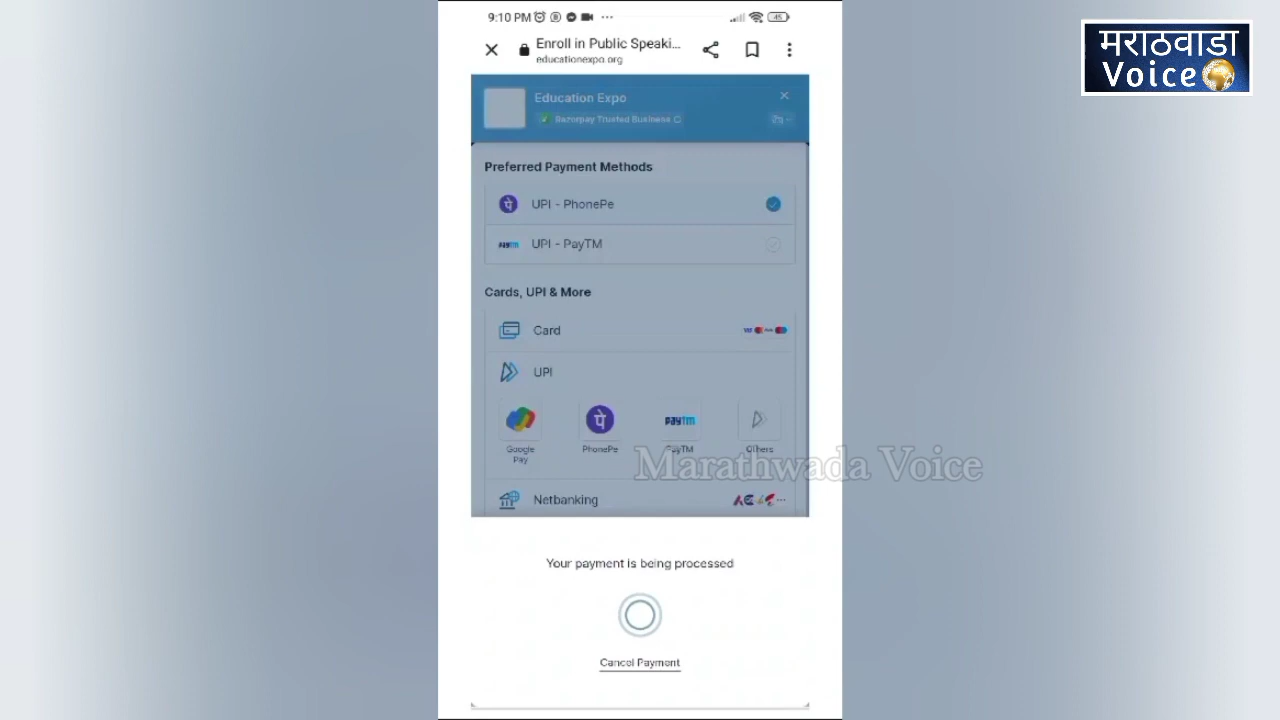 9:10 PM
45
मराठवाडा
Voice
Enroll in Public Speaki...
educationexpo.org
Education Expo
Razorpay Trusted Business
Preferred Payment Methods
UPI - PhonePe
UPI - PayTM
Cards, UPI & More
Card
UPI
Google Pay
PhonePe
PayTM
Others
Marathwada Voice
Netbanking
Your payment is being processed
Cancel Payment